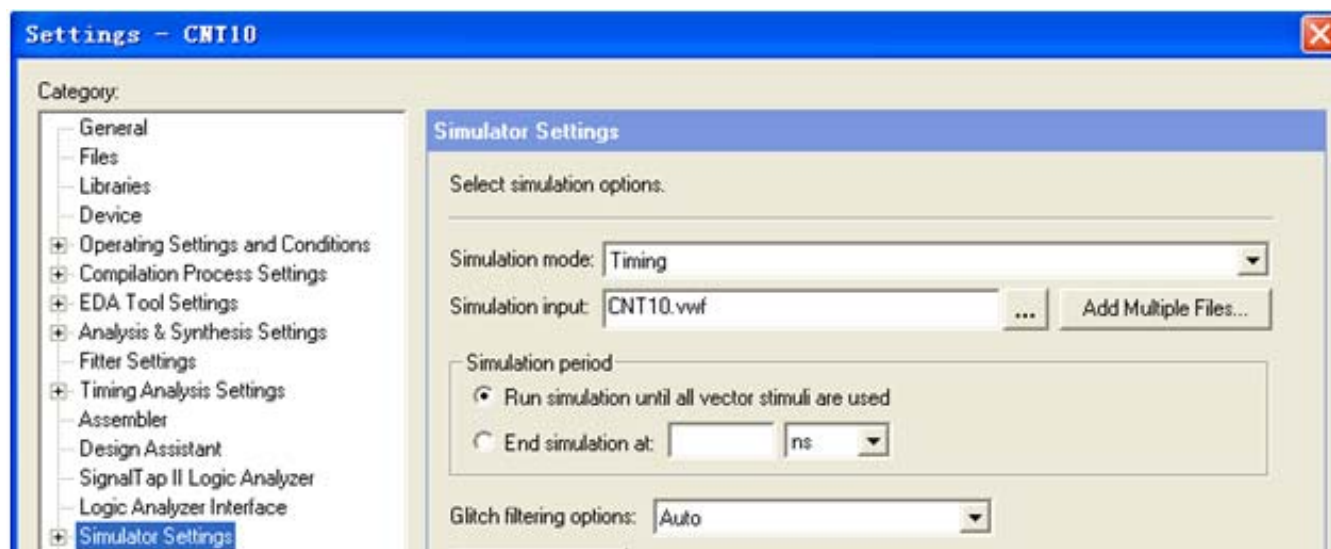 Settings - CNT10
Category:
General
Files
Libraries
Device
Operating Settings and Conditions
Compilation Process Settings
EDA Tool Settings
Analysis & Synthesis Settings
Fitter Settings
Timing Analysis Settings
Assembler
Design Assistant
SignalTap II Logic Analyzer
Logic Analyzer Interface
Simulator Settings
Simulator Settings
Select simulation options.
Simulation mode: Timing
Simulation input: CNT10.vwf ... Add Multiple Files...
Simulation period
Run simulation until all vector stimuli are used
End simulation at: ns
Glitch filtering options: Auto